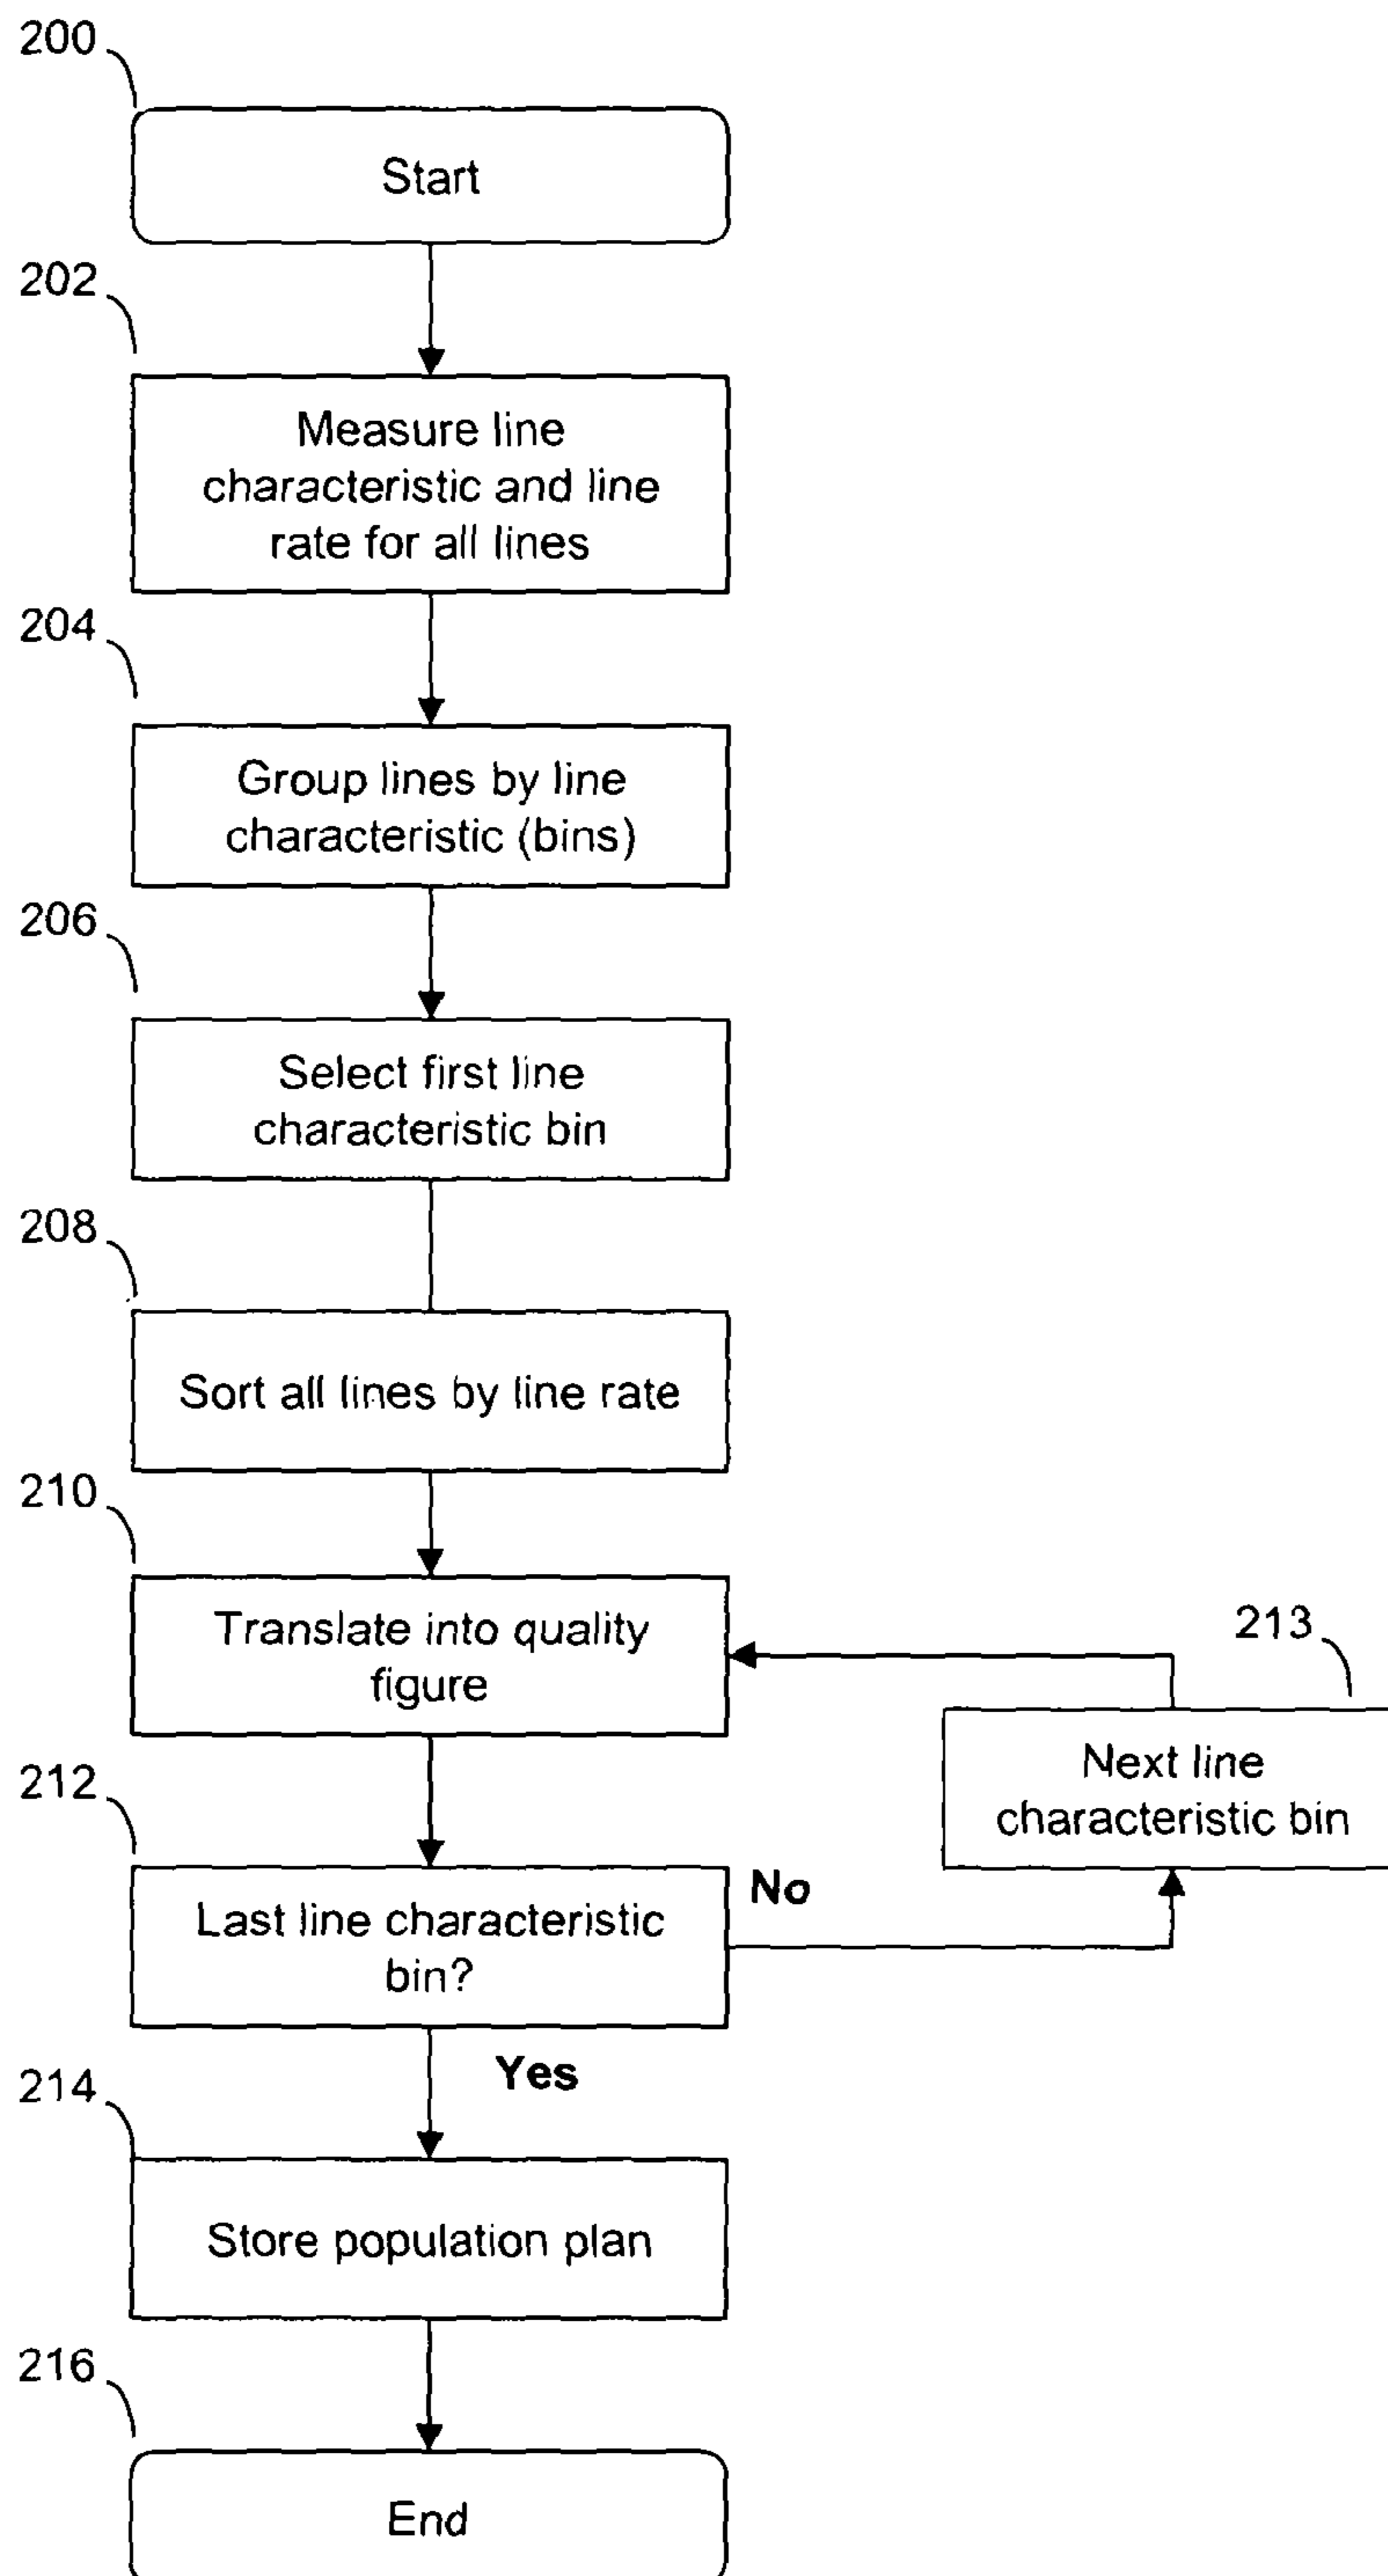 200
Start
202
Measure line
characteristic and line
rate for all lines
204
Group lines by line
characteristic (bins)
206
Select first line
characteristic bin
208
Sort all lines by line rate
210
Translate into quality
figure
213
Next line
characteristic bin
212
Last line characteristic
bin?
No
Yes
214
Store population plan
216
End